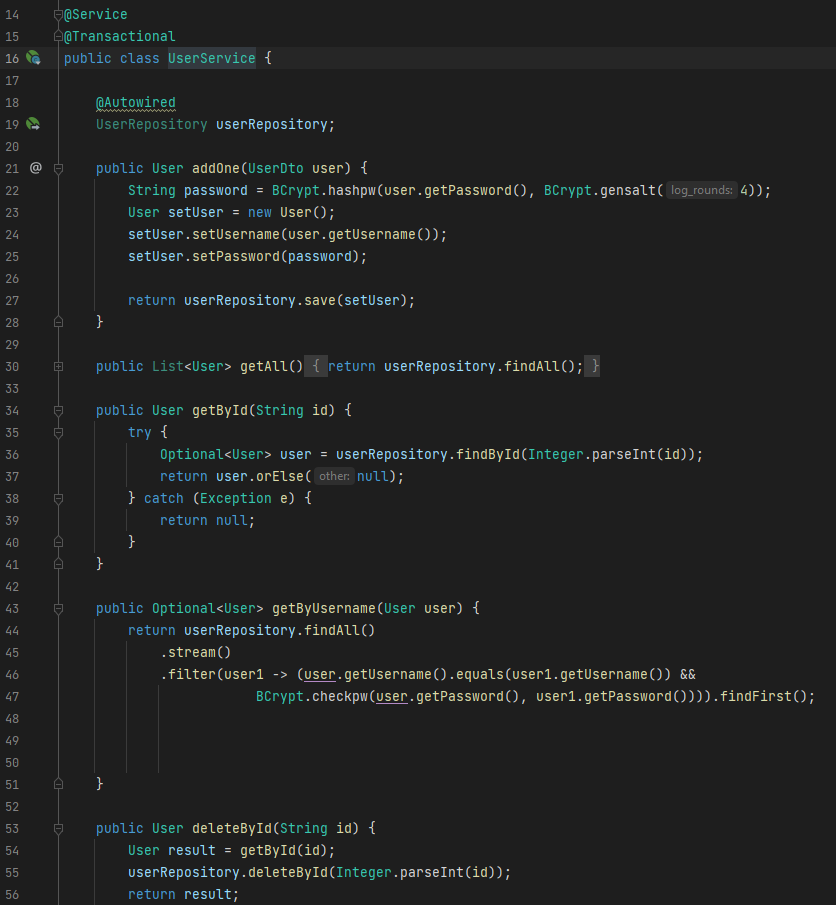 14 @Service
15 @Transactional
16 public class UserService {
17
18 @Autowired
19 UserRepository userRepository;
20
21 @ public User addOne(UserDto user) {
22 String password = BCrypt.hashpw(user.getPassword(), BCrypt.gensalt( log_rounds: 4));
23 User setUser = new User();
24 setUser.setUsername(user.getUsername());
25 setUser.setPassword(password);
26
27 return userRepository.save(setUser);
28 }
29
30 public List<User> getAll() { return userRepository.findAll(); }
33
34 public User getById(String id) {
35 try {
36 Optional<User> user = userRepository.findById(Integer.parseInt(id));
37 return user.orElse( other: null);
38 } catch (Exception e) {
39 return null;
40 }
41 }
42
43 public Optional<User> getByUsername(User user) {
44 return userRepository.findAll()
45 .stream()
46 .filter(user1 -> (user.getUsername().equals(user1.getUsername()) &&
47 BCrypt.checkpw(user.getPassword(), user1.getPassword()))).findFirst();
48
49
50
51 }
52
53 public User deleteById(String id) {
54 User result = getById(id);
55 userRepository.deleteById(Integer.parseInt(id));
56 return result;